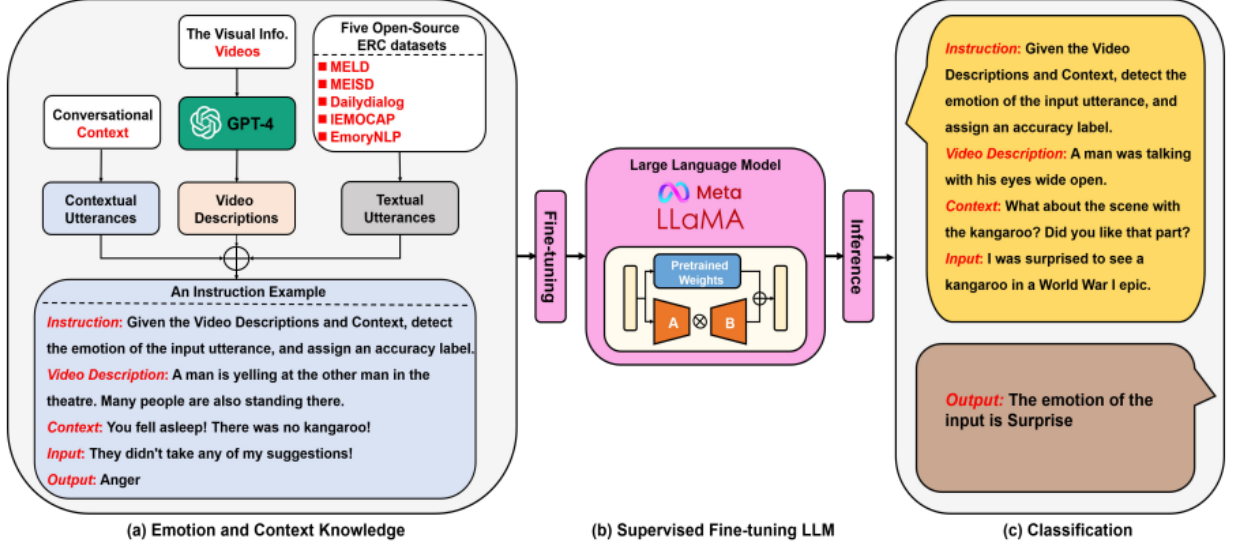 The Visual Info.
Videos
Five Open-Source
ERC datasets
MELD
MEISD
Dailydialog
IEMOCAP
EmoryNLP
Conversational
Context
GPT-4
Contextual
Utterances
Video
Descriptions
Textual
Utterances
An Instruction Example
Instruction: Given the Video Descriptions and Context, detect
the emotion of the input utterance, and assign an accuracy label.
Video Description: A man is yelling at the other man in the
theatre. Many people are also standing there.
Context: You fell asleep! There was no kangaroo!
Input: They didn't take any of my suggestions!
Output: Anger
(a) Emotion and Context Knowledge
Fine-tuning
Large Language Model
Meta
LLaMA
Pretrained
Weights
A
B
(b) Supervised Fine-tuning LLM
Inference
Instruction: Given the Video
Descriptions and Context, detect the
emotion of the input utterance, and
assign an accuracy label.
Video Description: A man was talking
with his eyes wide open.
Context: What about the scene with
the kangaroo? Did you like that part?
Input: I was surprised to see a
kangaroo in a World War I epic.
Output: The emotion of the
input is Surprise
(c) Classification